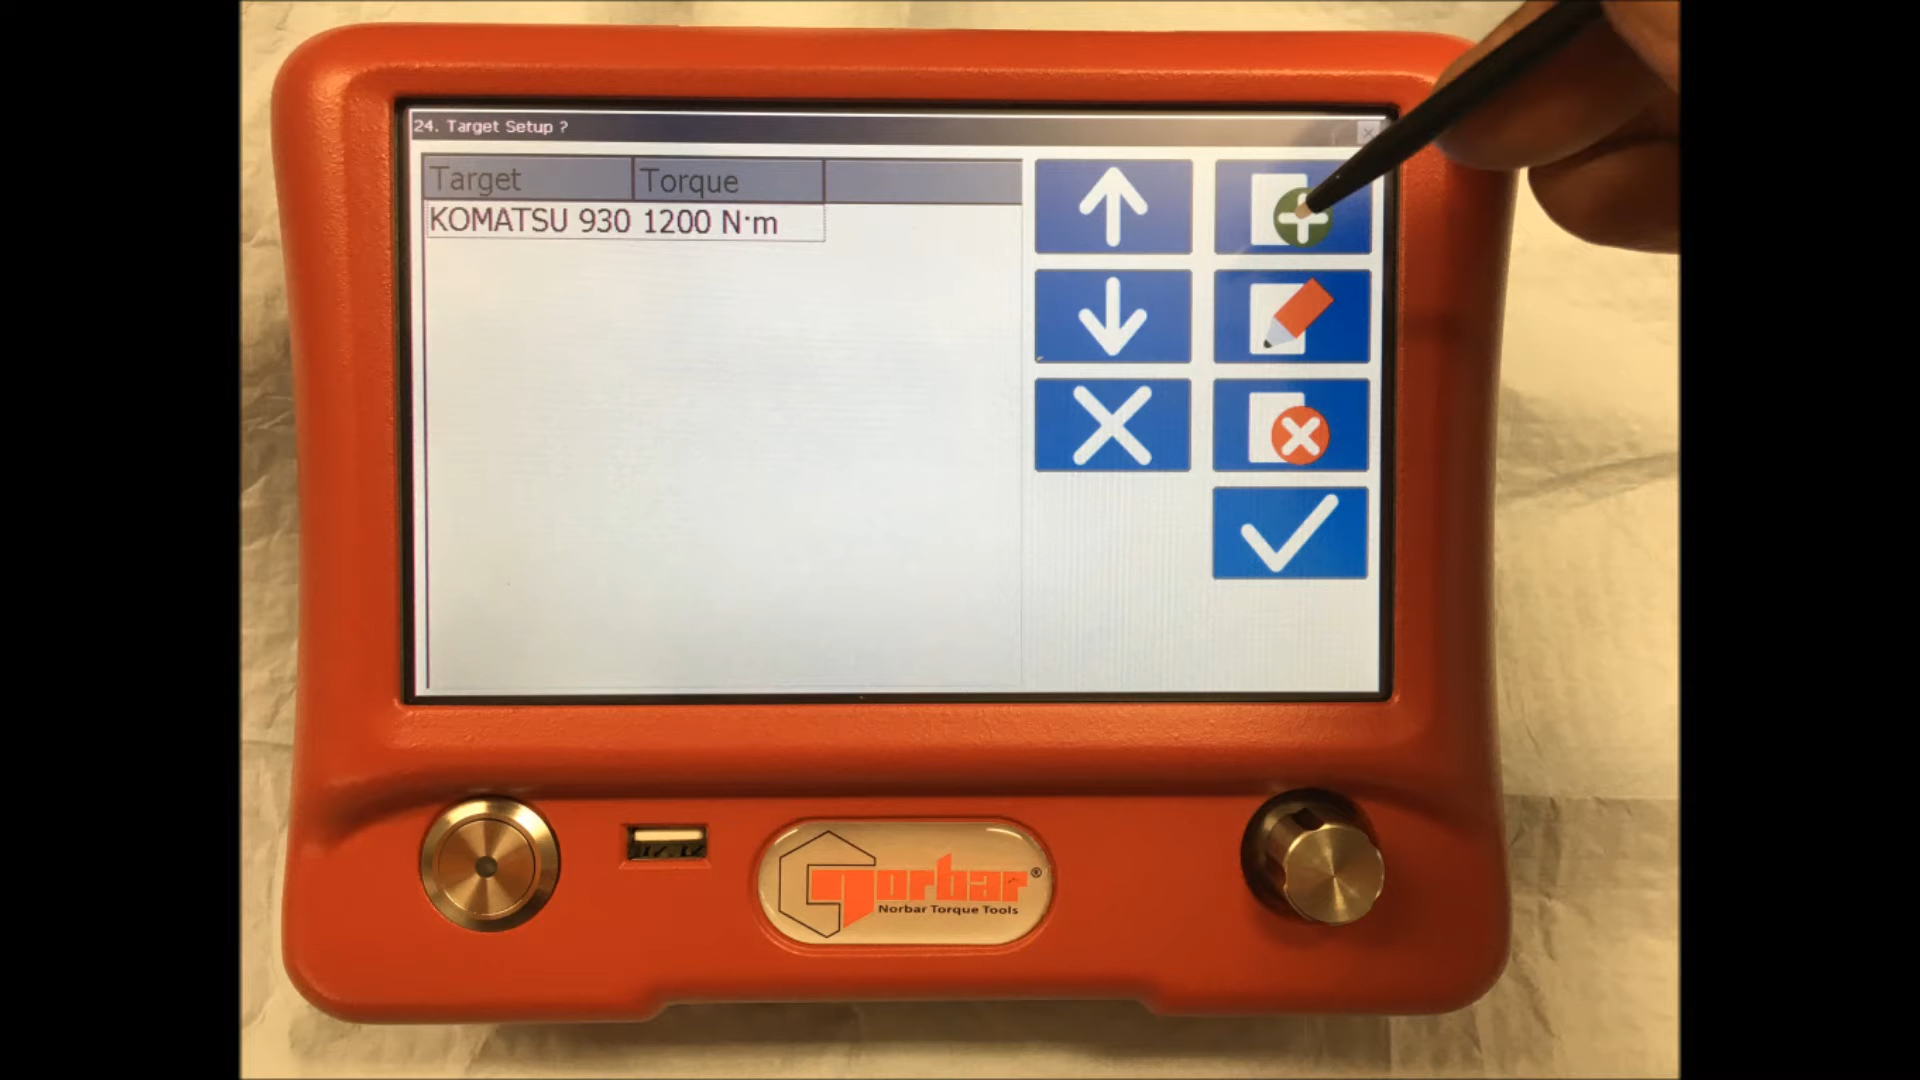 24. Target Setup ?
Target Torque
KOMATSU 930 1200 N·m
norbar®
Norbar Torque Tools